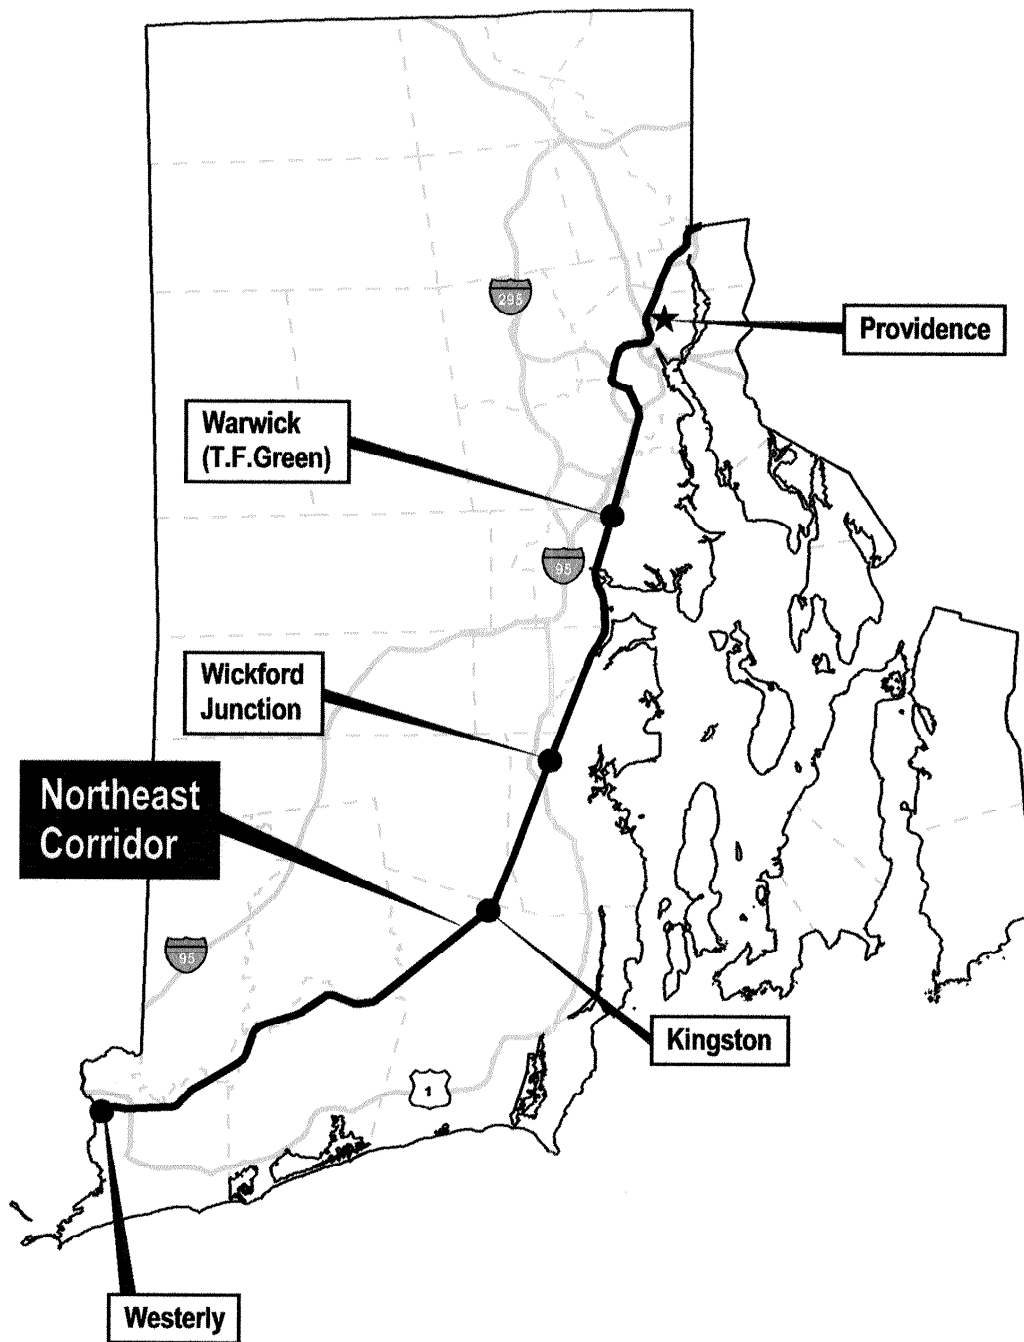 295
Providence
Warwick
(T.F.Green)
95
Wickford
Junction
Northeast
Corridor
95
Kingston
1
Westerly